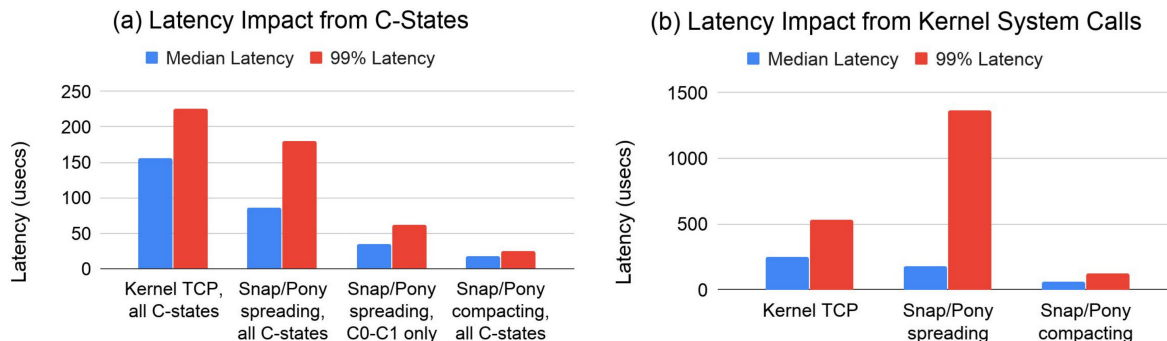 (a) Latency Impact from C-States
Median Latency 99% Latency
250
200
150
100
50
0
Latency (usecs)
Kernel TCP,
all C-states
Snap/Pony
spreading,
all C-states
Snap/Pony
spreading,
C0-C1 only
Snap/Pony
compacting,
all C-states
(b) Latency Impact from Kernel System Calls
Median Latency 99% Latency
1500
1000
500
0
Latency (usecs)
Kernel TCP
Snap/Pony
spreading
Snap/Pony
compacting